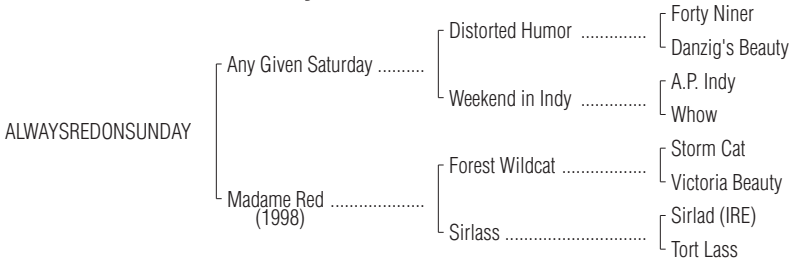 Forty Niner
Distorted Humor ..............
Danzig's Beauty
Any Given Saturday ..........
A.P. Indy
Weekend in Indy ..............
Whow
ALWAYSREDONSUNDAY
Storm Cat
Forest Wildcat ..................
Victoria Beauty
Madame Red ....................
(1998)
Sirlad (IRE)
Sirlass ..............................
Tort Lass